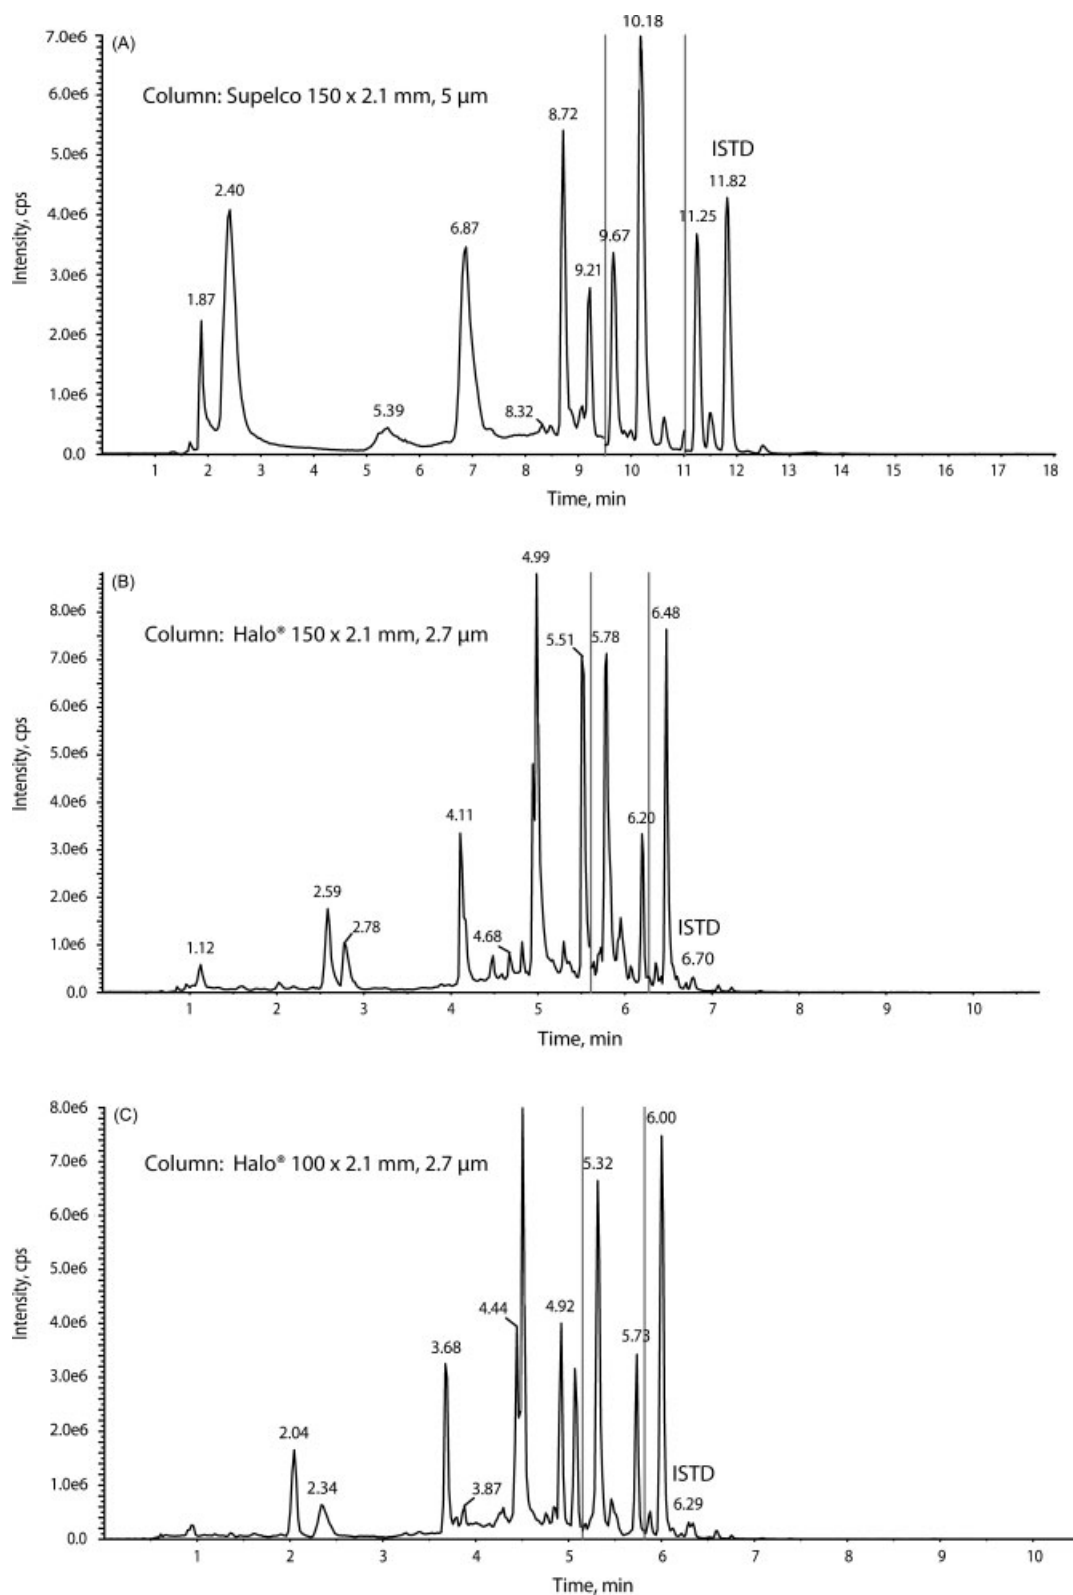 10.18
7.0e6
(A)
6.0e6
Column: Supelco 150 x 2.1 mm, 5 µm
8.72
5.0e6
ISTD
2.40
11.82
Intensity, cps
4.0e6
6.87
11.25
9.67
3.0e6
9.21
1.87
2.0e6
1.0e6
5.39
8.32
0.0
1 2 3 4 5 6 7 8 9 10 11 12 13 14 15 16 17 18
Time, min
4.99
(B)
8.0e6
6.48
Column: Halo® 150 x 2.1 mm, 2.7 µm
5.51 5.78
7.0e6
6.0e6
Intensity, cps
5.0e6
4.0e6
4.11
6.20
3.0e6
2.59
2.0e6
2.78
4.68
ISTD
1.0e6
1.12
6.70
0.0
1 2 3 4 5 6 7 8 9 10
Time, min
8.0e6
(C)
6.00
Column: Halo® 100 x 2.1 mm, 2.7 µm
5.32
7.0e6
6.0e6
5.0e6
Intensity, cps
4.44
4.92
4.0e6
3.68
5.73
3.0e6
2.04
2.0e6
ISTD
2.34
3.87
1.0e6
6.29
0.0
1 2 3 4 5 6 7 8 9 10
Time, min